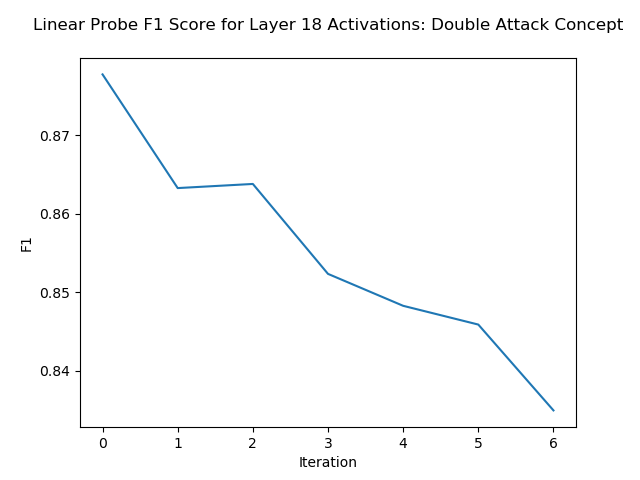 Linear Probe F1 Score for Layer 18 Activations: Double Attack Concept
0.87
0.86
0.85
0.84
F1
0 1 2 3 4 5 6
Iteration